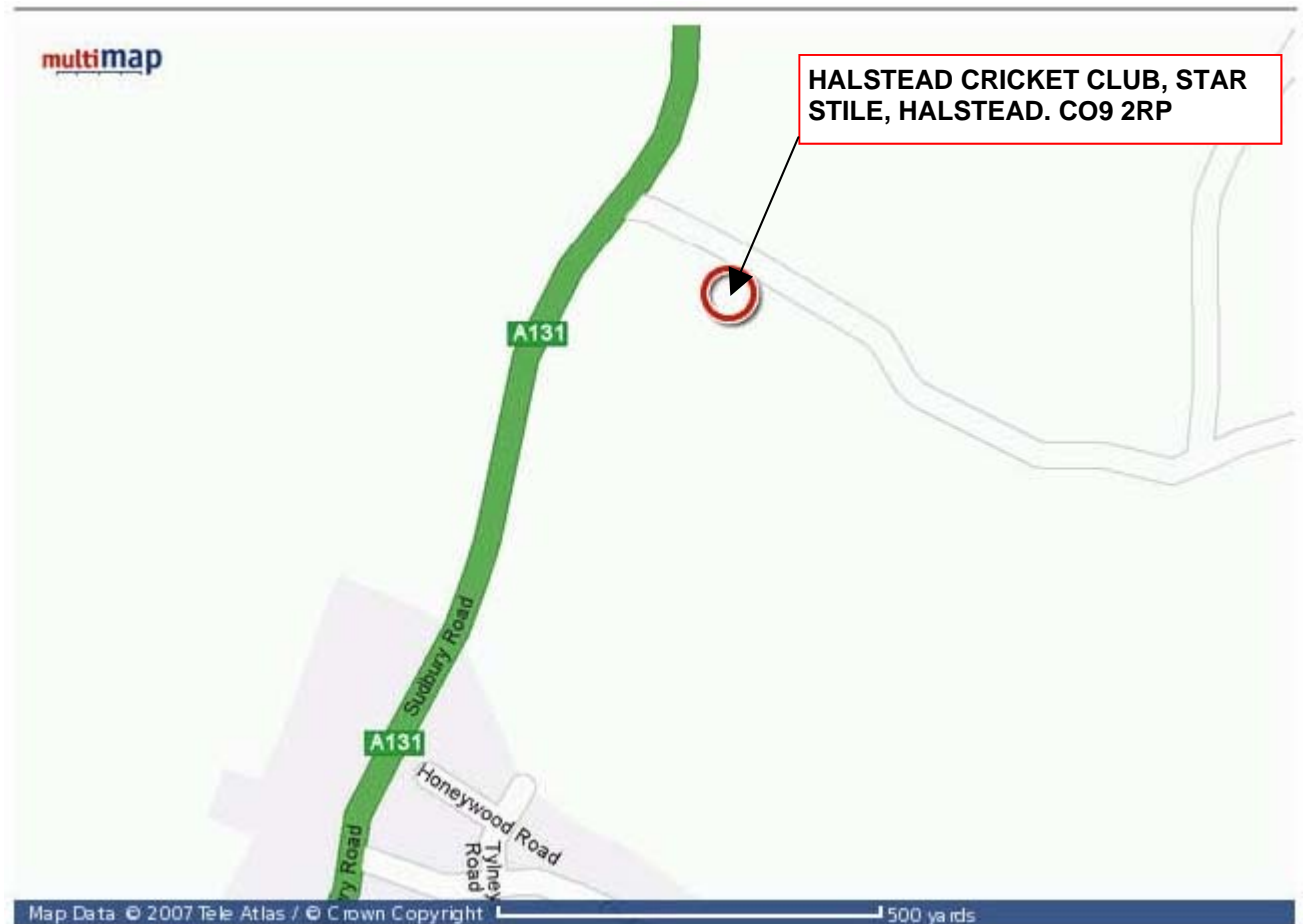 multimap
HALSTEAD CRICKET CLUB, STAR
STILE, HALSTEAD. CO9 2RP
A131
Sudbury Road
A131
Honeywood Road
Tylney
Road
ry Road
Map Data © 2007 Tele Atlas / © Crown Copyright
500 yards